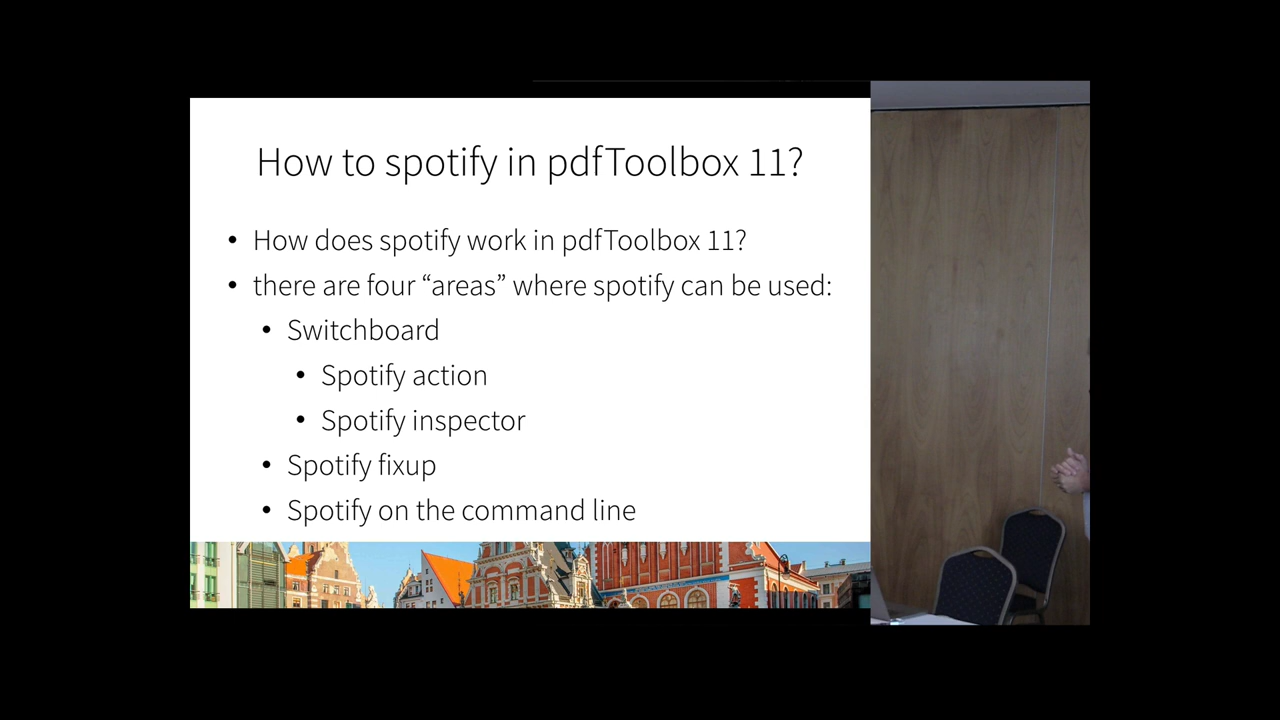 How to spotify in pdfToolbox 11?
• How does spotify work in pdfToolbox 11?
• there are four “areas” where spotify can be used:
• Switchboard
• Spotify action
• Spotify inspector
• Spotify fixup
• Spotify on the command line